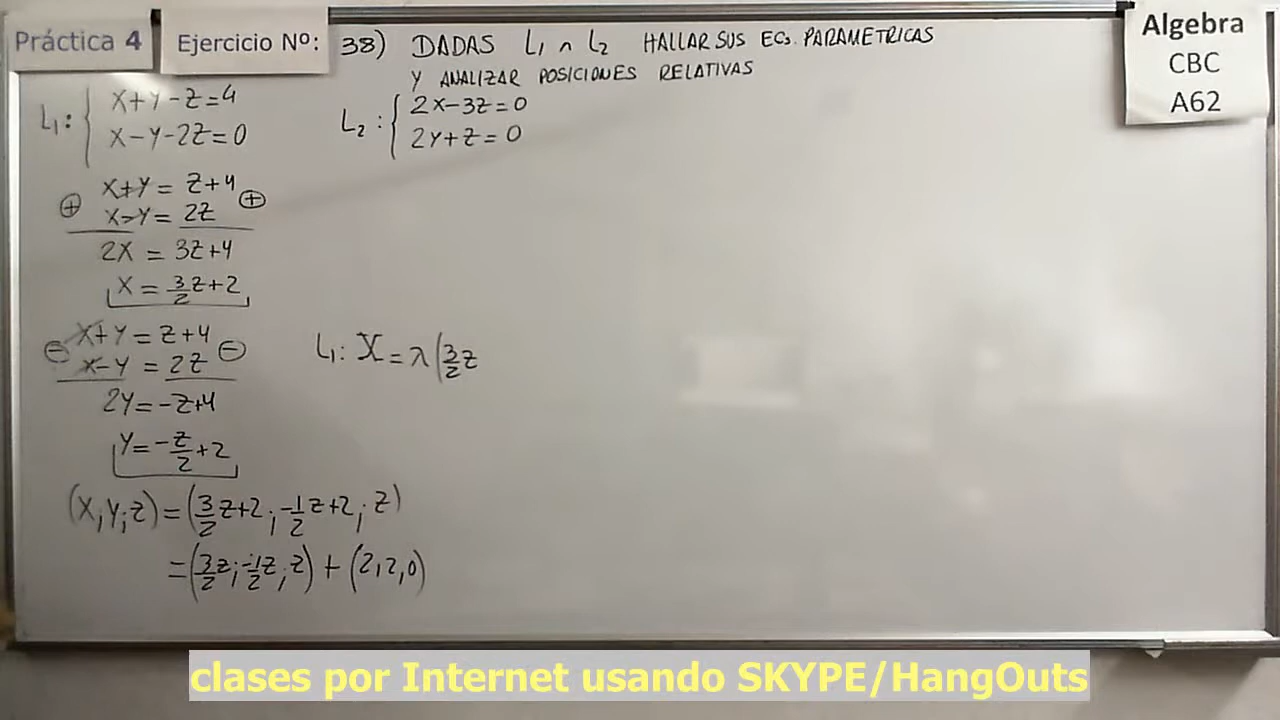 Práctica 4
Ejercicio Nº: 38) DADAS L₁ ∩ L₂ HALLAR SUS ECS. PARAMETRICAS
Y ANALIZAR POSICIONES RELATIVAS
Algebra
CBC
A62
L₁: { X+Y-Z=4
X-Y-2Z=0
L₂: { 2X-3Z=0
2Y+Z=0
⊕ X+Y = Z+4 ⊕
X-Y = 2Z
2X = 3Z+4
X = 3/2 Z+2
⊖ X+Y = Z+4 ⊖
X-Y = 2Z
2Y = -Z+4
Y = -Z/2 +2
L₁: X = λ(3/2 Z
(X,Y;Z) = (3/2 Z+2 ; -1/2 Z+2 ; Z)
= (3/2 Z ; -1/2 Z ; Z) + (2,2,0)
clases por Internet usando SKYPE/HangOuts